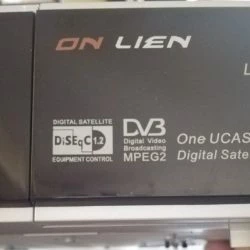 ON LIEN
L
DIGITAL SATELLITE
DiSEqC 1.2
EQUIPMENT CONTROL
DVB
Digital Video
Broadcasting
MPEG2
One UCAS
Digital Sate